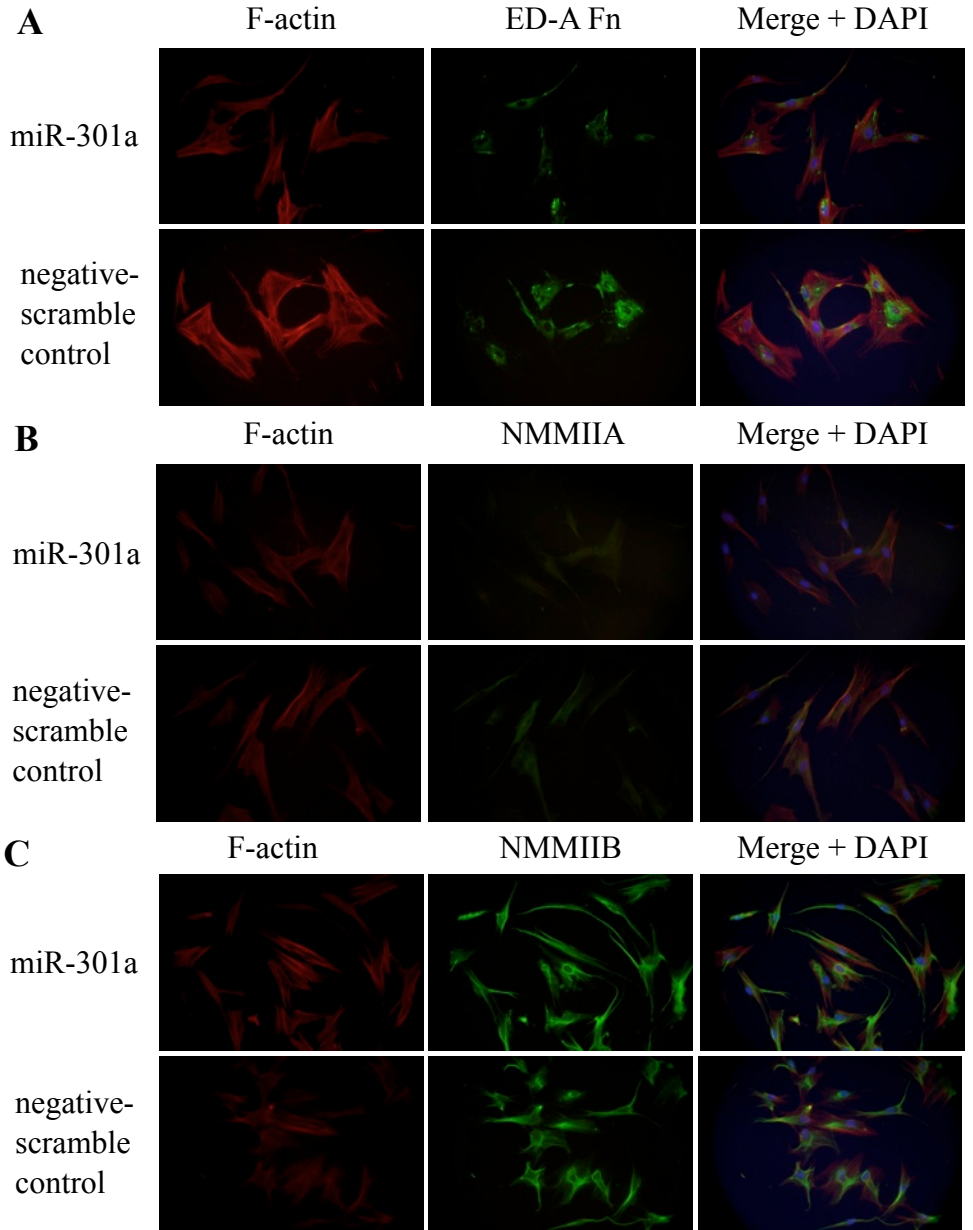 A
F-actin ED-A Fn Merge + DAPI
miR-301a
negative-
scramble
control
B
F-actin NMMIIA Merge + DAPI
miR-301a
negative-
scramble
control
C
F-actin NMMIIB Merge + DAPI
miR-301a
negative-
scramble
control